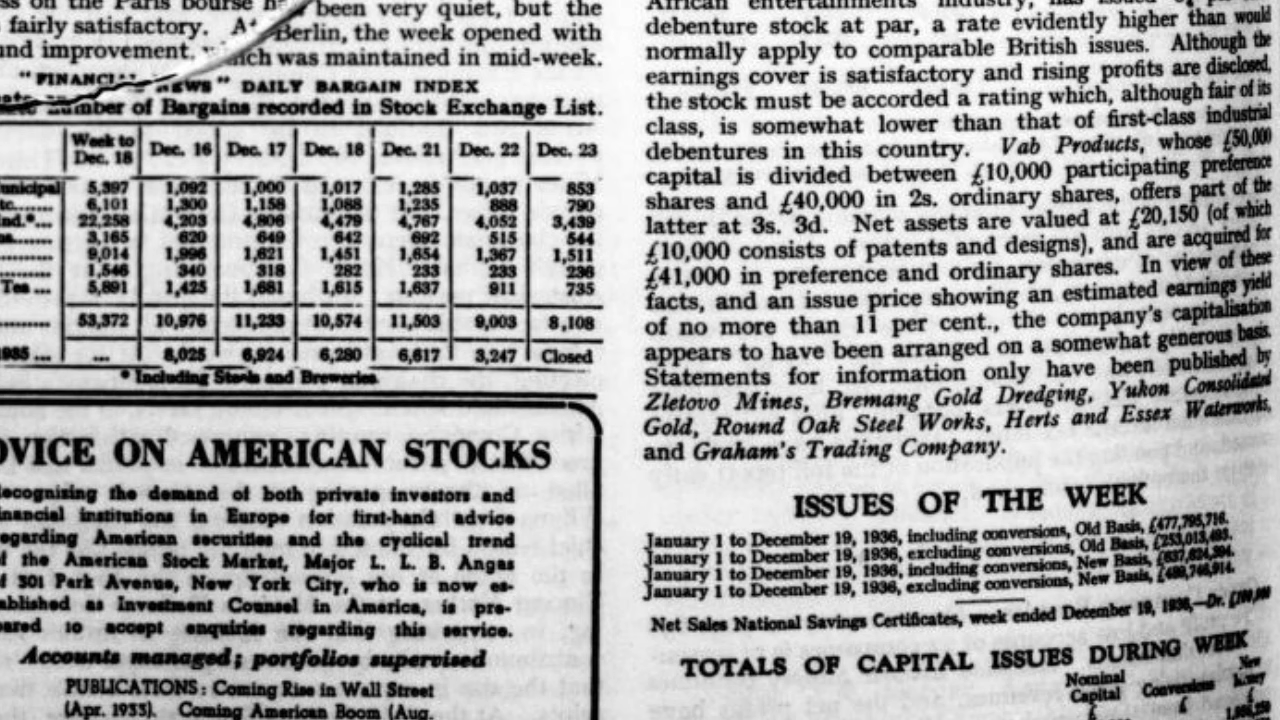 ss on the Paris bourse been very quiet, but the
fairly satisfactory. At Berlin, the week opened with
und improvement, which was maintained in mid-week.
"FINANCIAL NEWS" DAILY BARGAIN INDEX
Number of Bargains recorded in Stock Exchange List.
Week to Dec. 18 Dec. 16 Dec. 17 Dec. 18 Dec. 21 Dec. 22 Dec. 23
unicipal 5,397 1,092 1,000 1,017 1,285 1,037 853
tc....... 6,101 1,300 1,158 1,088 1,235 888 790
Ind.*... 22,258 4,203 4,806 4,479 4,767 4,052 3,439
3,165 620 649 642 692 515 544
9,014 1,996 1,621 1,451 1,654 1,367 1,511
1,546 340 318 282 233 233 236
Tea ... 5,891 1,425 1,681 1,615 1,637 911 735
......... 53,372 10,976 11,233 10,574 11,503 9,003 8,108
1935 ... ... 8,025 6,924 6,280 6,617 3,247 Closed
* Including Steels and Breweries
OVICE ON AMERICAN STOCKS
Recognising the demand of both private investors and
financial institutions in Europe for first-hand advice
regarding American securities and the cyclical trend
of the American Stock Market, Major L. L. B. Angas
of 301 Park Avenue, New York City, who is now es-
tablished as Investment Counsel in America, is pre-
pared to accept enquiries regarding this service.
Accounts managed; portfolios supervised
PUBLICATIONS: Coming Rise in Wall Street
(Apr. 1933). Coming American Boom (Aug.
African entertainments industry, has issued
debenture stock at par, a rate evidently higher than would
normally apply to comparable British issues. Although the
earnings cover is satisfactory and rising profits are disclosed,
the stock must be accorded a rating which, although fair of its
class, is somewhat lower than that of first-class industrial
debentures in this country. Vab Products, whose £50,000
capital is divided between £10,000 participating preference
shares and £40,000 in 2s. ordinary shares, offers part of the
latter at 3s. 3d. Net assets are valued at £20,150 (of which
£10,000 consists of patents and designs), and are acquired for
£41,000 in preference and ordinary shares. In view of these
facts, and an issue price showing an estimated earnings yield
of no more than 11 per cent., the company's capitalisation
appears to have been arranged on a somewhat generous basis.
Statements for information only have been published by
Zletovo Mines, Bremang Gold Dredging, Yukon Consolidated
Gold, Round Oak Steel Works, Herts and Essex Waterworks,
and Graham's Trading Company.
ISSUES OF THE WEEK
January 1 to December 19, 1936, including conversions, Old Basis, £477,795,716.
January 1 to December 19, 1936, excluding conversions, Old Basis, £253,013,493.
January 1 to December 19, 1936, including conversions, New Basis,
January 1 to December 19, 1936, excluding conversions, New Basis,
Net Sales National Savings Certificates, week ended December 19, 1936,—Dr.
TOTALS OF CAPITAL ISSUES DURING WEEK
Nominal Capital Conversions New Money
£ £ £